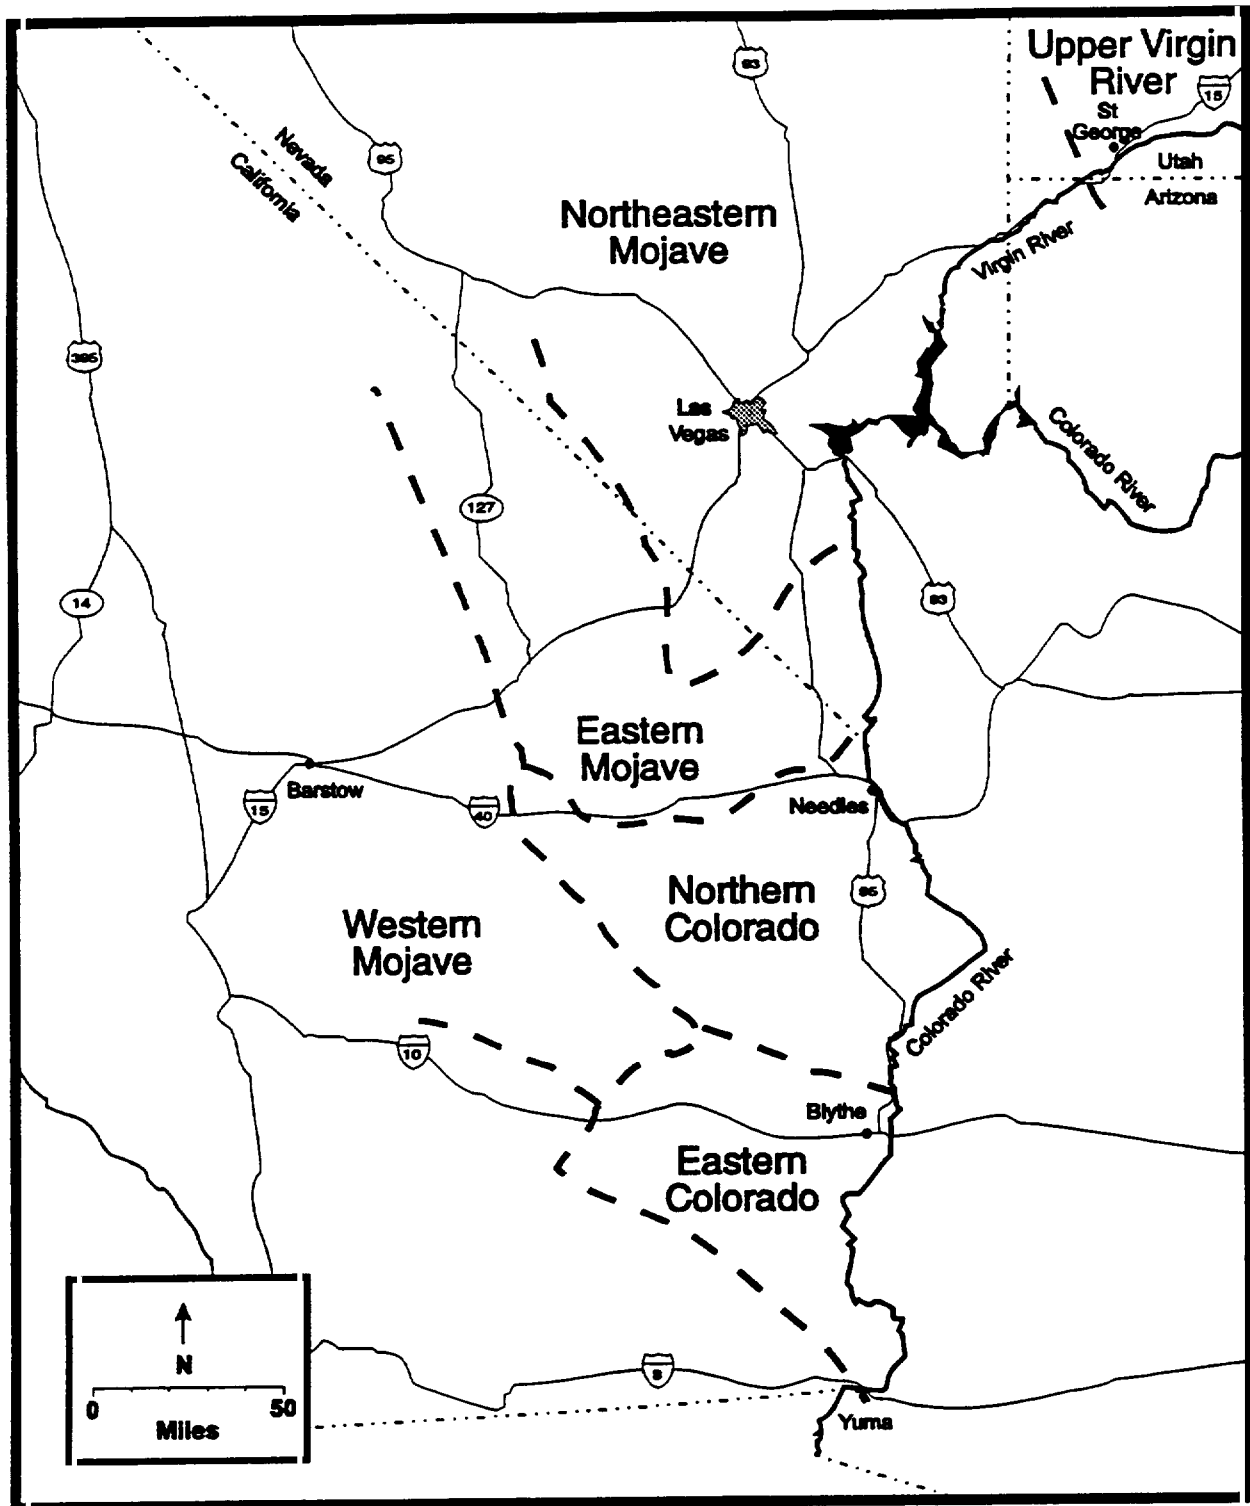 Upper Virgin
River
93
15
St
George
Nevada
California
95
Utah
Arizona
Northeastern
Mojave
Virgin River
395
Las
Vegas
Colorado River
127
14
93
Eastern
Mojave
Barstow
15
40
Needles
Northern
Colorado
95
Western
Mojave
Colorado River
10
Blythe
Eastern
Colorado
N
0 50
Miles
8
Yuma